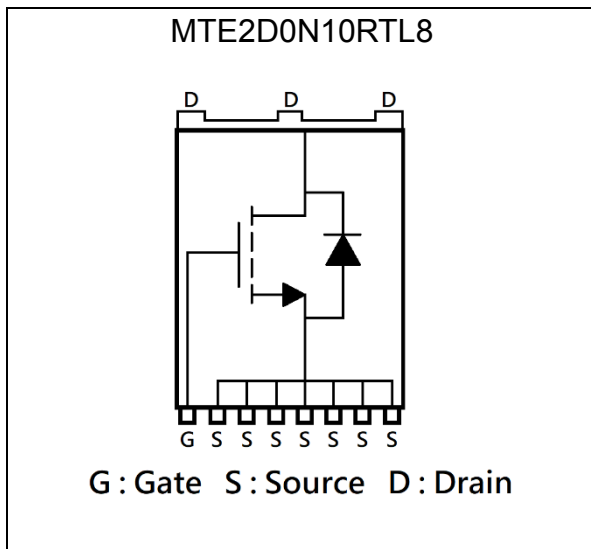 MTE2D0N10RTL8
D D D
G S S S S S S S
G : Gate S : Source D : Drain